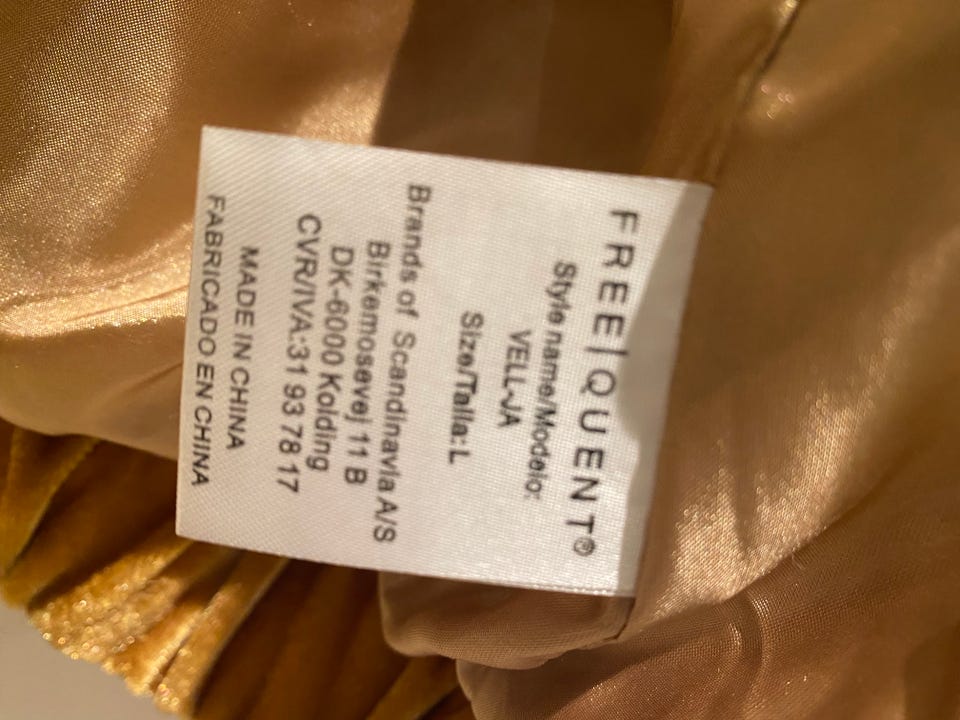 FREE|QUENT®
Style name/Modelo:
VELL-JA
Size/Talla: L
Brands of Scandinavia A/S
Birkemosevej 11 B
DK-6000 Kolding
CVR/IVA:31 93 78 17
MADE IN CHINA
FABRICADO EN CHINA